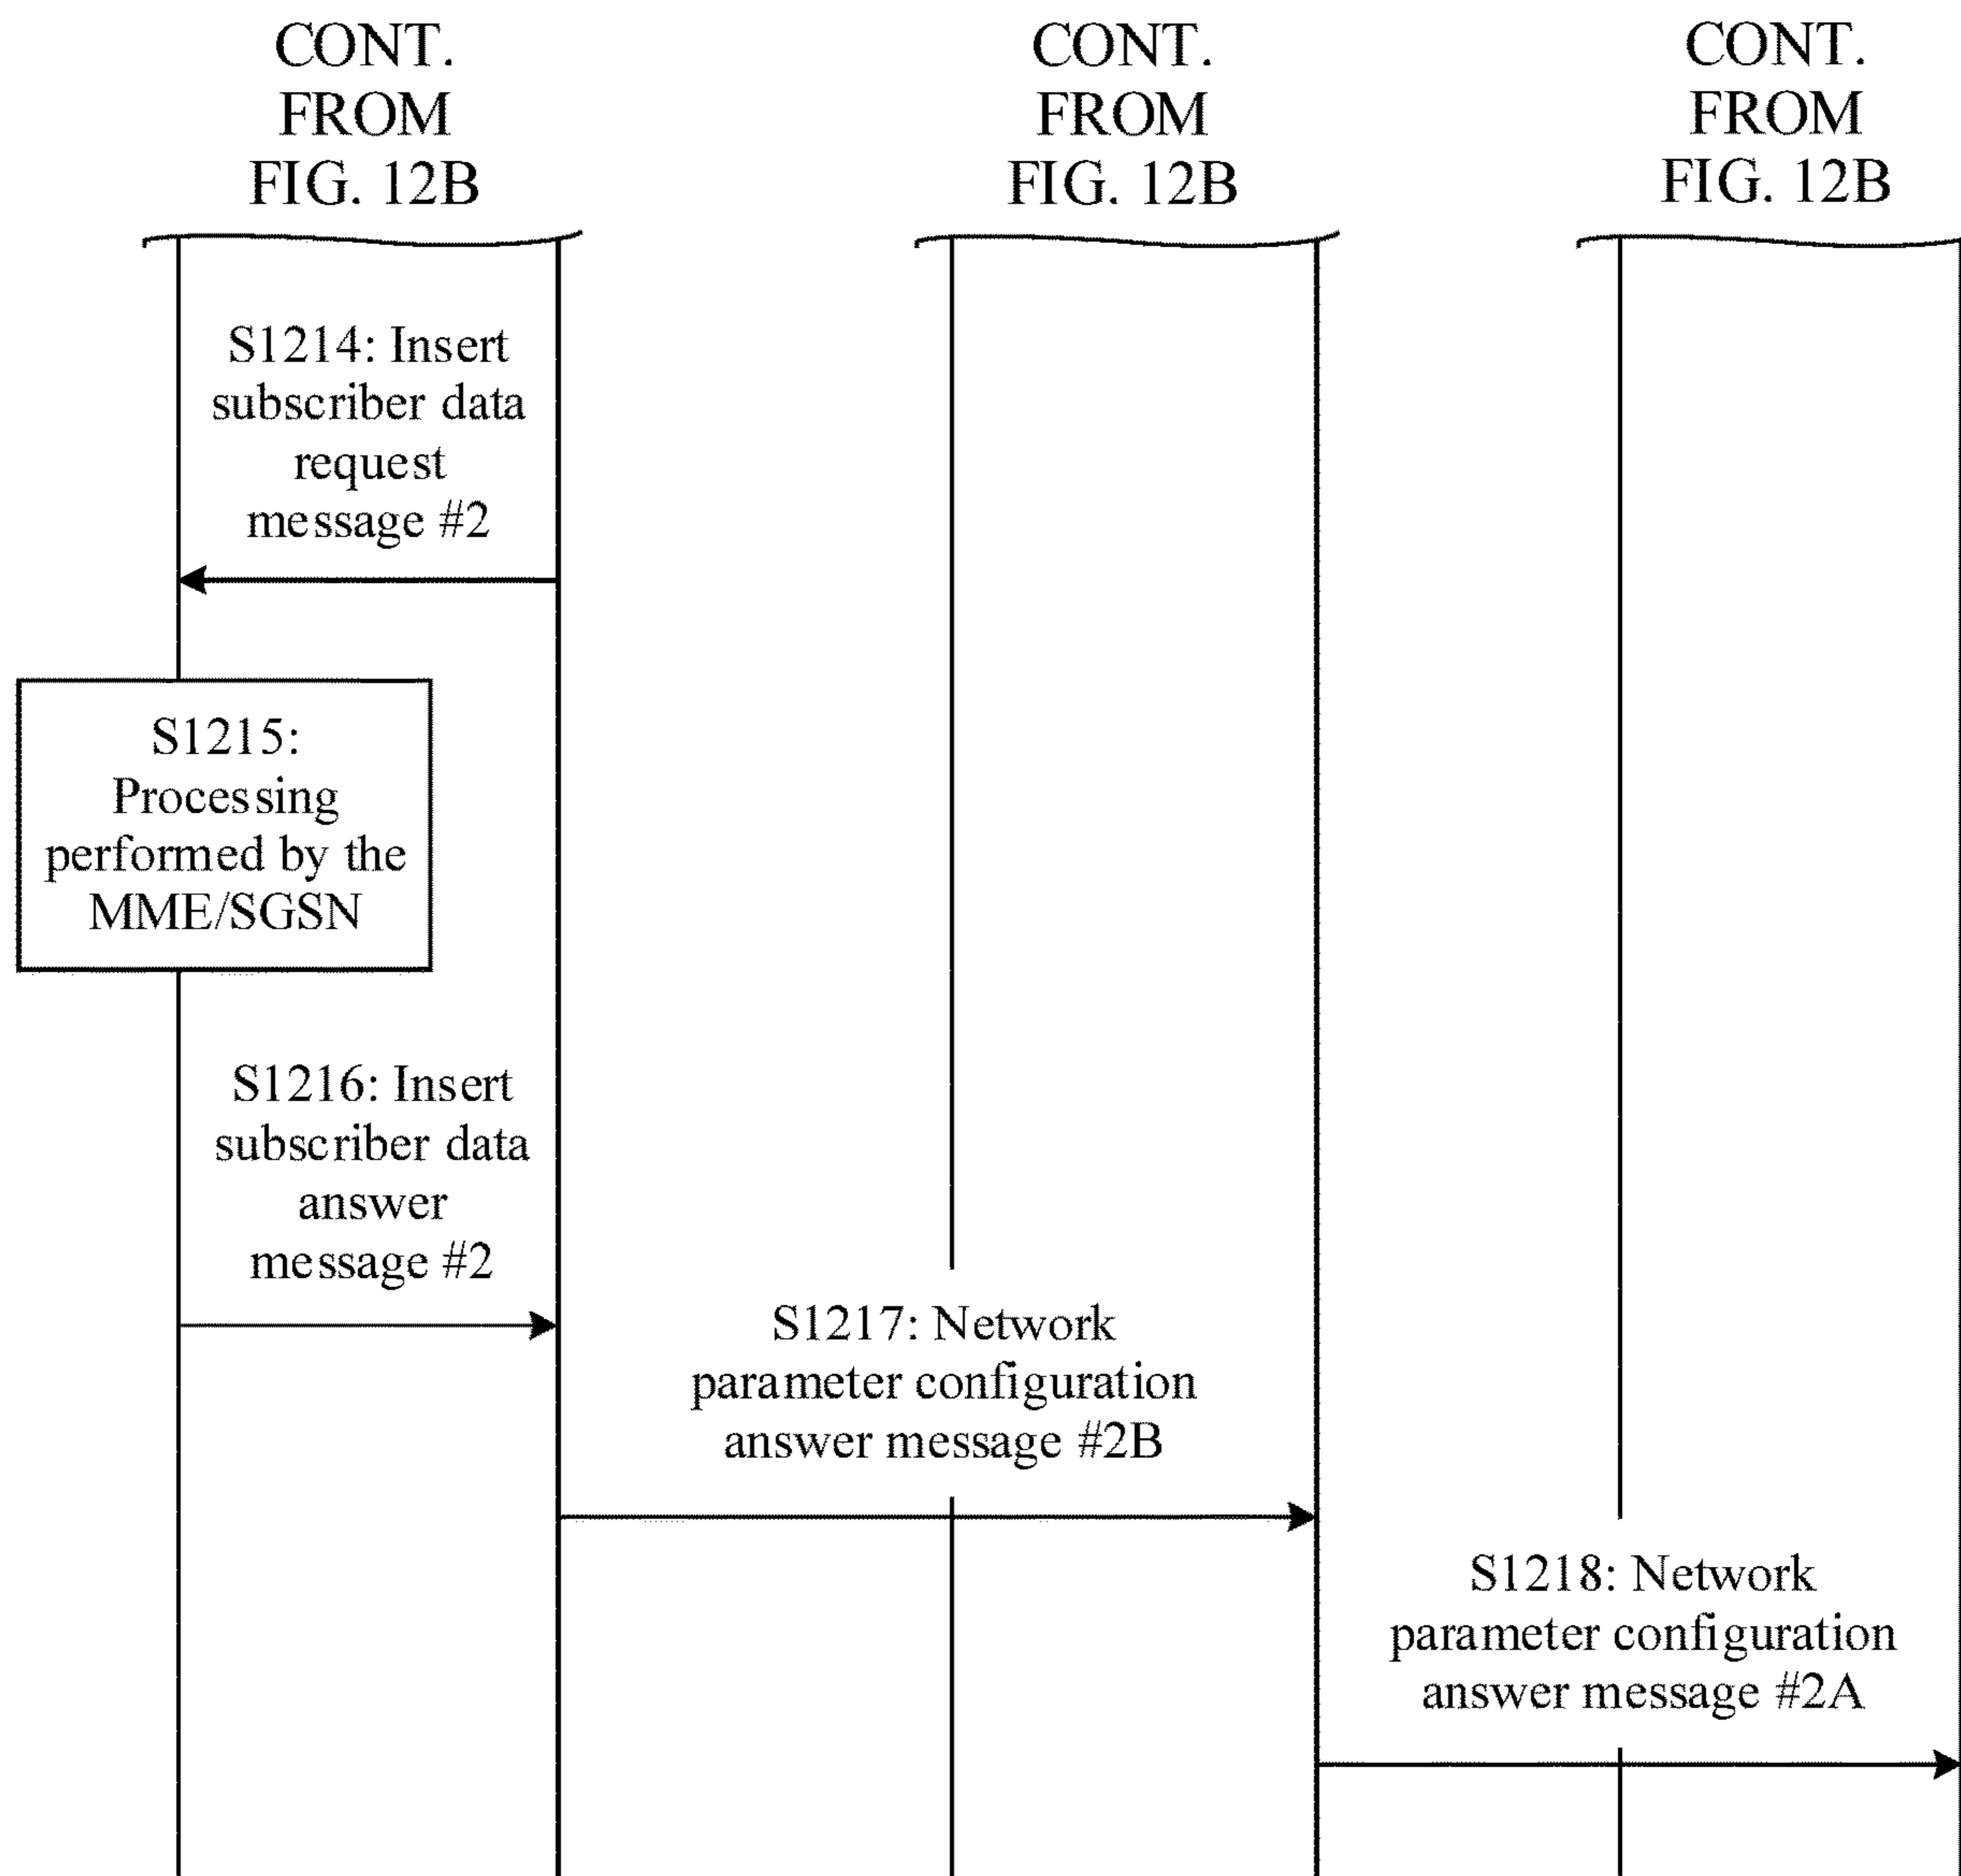 CONT.
FROM
FIG. 12B
CONT.
FROM
FIG. 12B
CONT.
FROM
FIG. 12B
S1214: Insert
subscriber data
request
message #2
S1215:
Processing
performed by the
MME/SGSN
S1216: Insert
subscriber data
answer
message #2
S1217: Network
parameter configuration
answer message #2B
S1218: Network
parameter configuration
answer message #2A